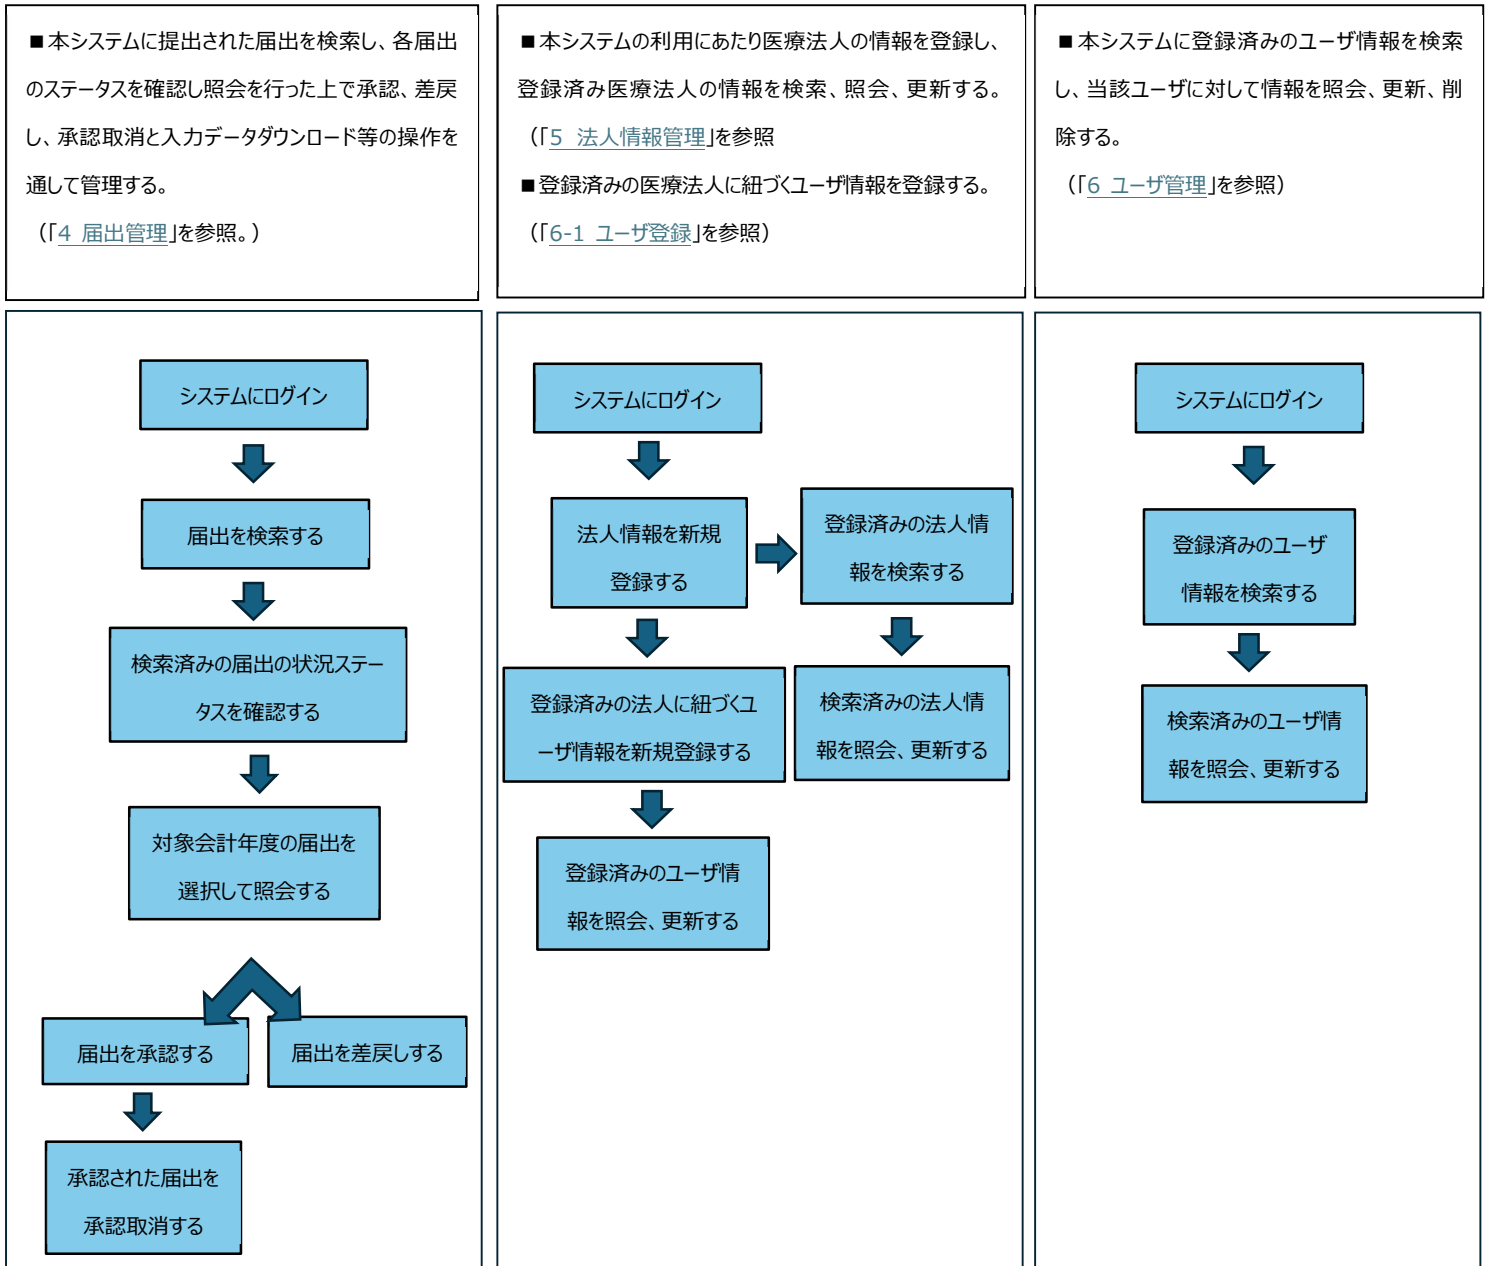 ■本システムに提出された届出を検索し、各届出
のステータスを確認し照会を行った上で承認、差戻
し、承認取消と入力データダウンロード等の操作を
通して管理する。
（「4 届出管理」を参照。）
■本システムの利用にあたり医療法人の情報を登録し、
登録済み医療法人の情報を検索、照会、更新する。
（「5 法人情報管理」を参照
■登録済みの医療法人に紐づくユーザ情報を登録する。
（「6-1 ユーザ登録」を参照）
■本システムに登録済みのユーザ情報を検索
し、当該ユーザに対して情報を照会、更新、削
除する。
（「6 ユーザ管理」を参照）
システムにログイン
届出を検索する
検索済みの届出の状況ステー
タスを確認する
対象会計年度の届出を
選択して照会する
届出を承認する
届出を差戻しする
承認された届出を
承認取消する
システムにログイン
法人情報を新規
登録する
登録済みの法人情
報を検索する
登録済みの法人に紐づくユ
ーザ情報を新規登録する
検索済みの法人情
報を照会、更新する
登録済みのユーザ情
報を照会、更新する
システムにログイン
登録済みのユーザ
情報を検索する
検索済みのユーザ情
報を照会、更新する